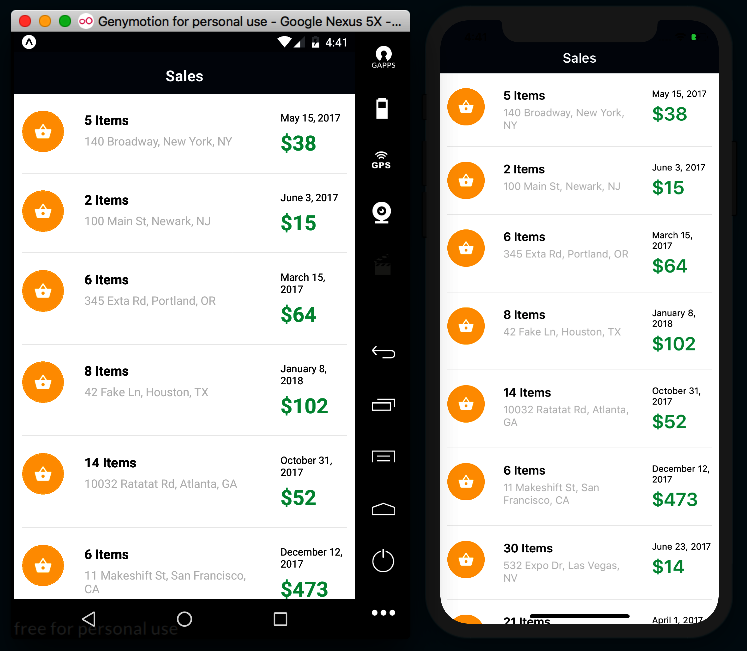 Genymotion for personal use - Google Nexus 5X -...
4:41
GAPPS
Sales
5 Items
May 15, 2017
140 Broadway, New York, NY
$38
2 Items
June 3, 2017
100 Main St, Newark, NJ
$15
6 Items
March 15,
2017
345 Exta Rd, Portland, OR
$64
8 Items
January 8,
2018
42 Fake Ln, Houston, TX
$102
14 Items
October 31,
2017
10032 Ratatat Rd, Atlanta, GA
$52
6 Items
December 12,
2017
11 Makeshift St, San Francisco,
CA
$473
GPS
free for personal use
Sales
5 Items
May 15, 2017
140 Broadway, New York,
NY
$38
2 Items
June 3, 2017
100 Main St, Newark, NJ
$15
6 Items
March 15,
2017
345 Exta Rd, Portland, OR
$64
8 Items
January 8,
2018
42 Fake Ln, Houston, TX
$102
14 Items
October 31,
2017
10032 Ratatat Rd, Atlanta,
GA
$52
6 Items
December 12,
2017
11 Makeshift St, San
Francisco, CA
$473
30 Items
June 23, 2017
532 Expo Dr, Las Vegas,
NV
$14
21 Items
April 1, 2017